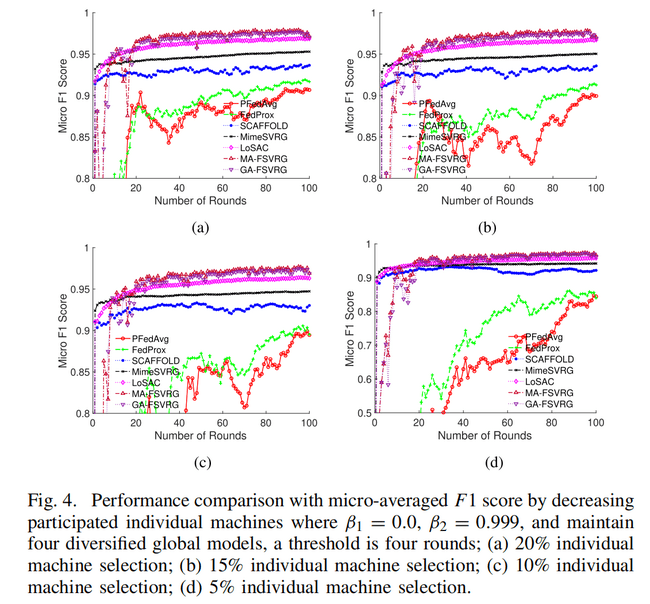 1
0.95
0.9
0.85
0.8
Micro F1 Score
PFedAvg
FedProx
SCAFFOLD
MimeSVRG
LoSAC
MA-FSVRG
GA-FSVRG
0 20 40 60 80 100
Number of Rounds
(a)
1
0.95
0.9
0.85
0.8
Micro F1 Score
PFedAvg
FedProx
SCAFFOLD
MimeSVRG
LoSAC
MA-FSVRG
GA-FSVRG
0 20 40 60 80 100
Number of Rounds
(b)
1
0.95
0.9
0.85
0.8
Micro F1 Score
PFedAvg
FedProx
SCAFFOLD
MimeSVRG
LoSAC
MA-FSVRG
GA-FSVRG
0 20 40 60 80 100
Number of Rounds
(c)
1
0.9
0.8
0.7
0.6
0.5
Micro F1 Score
PFedAvg
FedProx
SCAFFOLD
MimeSVRG
LoSAC
MA-FSVRG
GA-FSVRG
0 20 40 60 80 100
Number of Rounds
(d)
Fig. 4. Performance comparison with micro-averaged F1 score by decreasing
participated individual machines where β1 = 0.0, β2 = 0.999, and maintain
four diversified global models, a threshold is four rounds; (a) 20% individual
machine selection; (b) 15% individual machine selection; (c) 10% individual
machine selection; (d) 5% individual machine selection.